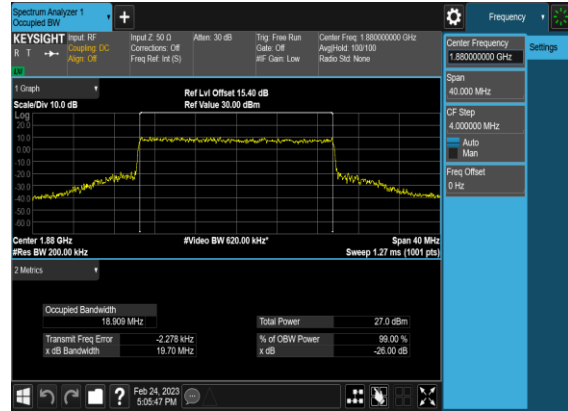 Spectrum Analyzer 1
Occupied BW
+
Frequency
KEYSIGHT
R T
LXI
Input: RF
Coupling: DC
Align: Off
Input Z: 50 Ω
Corrections: Off
Freq Ref: Int (S)
Atten: 30 dB
Trig: Free Run
Gate: Off
#IF Gain: Low
Center Freq: 1.880000000 GHz
Avg|Hold: 100/100
Radio Std: None
Center Frequency
1.880000000 GHz
Settings
Span
40.000 MHz
CF Step
4.000000 MHz
Auto
Man
Freq Offset
0 Hz
1 Graph
Scale/Div 10.0 dB
Ref Lvl Offset 15.40 dB
Ref Value 30.00 dBm
Log
20.0
10.0
0.00
-10.0
-20.0
-30.0
-40.0
-50.0
-60.0
Center 1.88 GHz
#Res BW 200.00 kHz
#Video BW 620.00 kHz*
Span 40 MHz
Sweep 1.27 ms (1001 pts)
2 Metrics
Occupied Bandwidth
18.909 MHz
Total Power 27.0 dBm
Transmit Freq Error -2.278 kHz
% of OBW Power 99.00 %
x dB Bandwidth 19.70 MHz
x dB -26.00 dB
?
Feb 24, 2023
5:05:47 PM